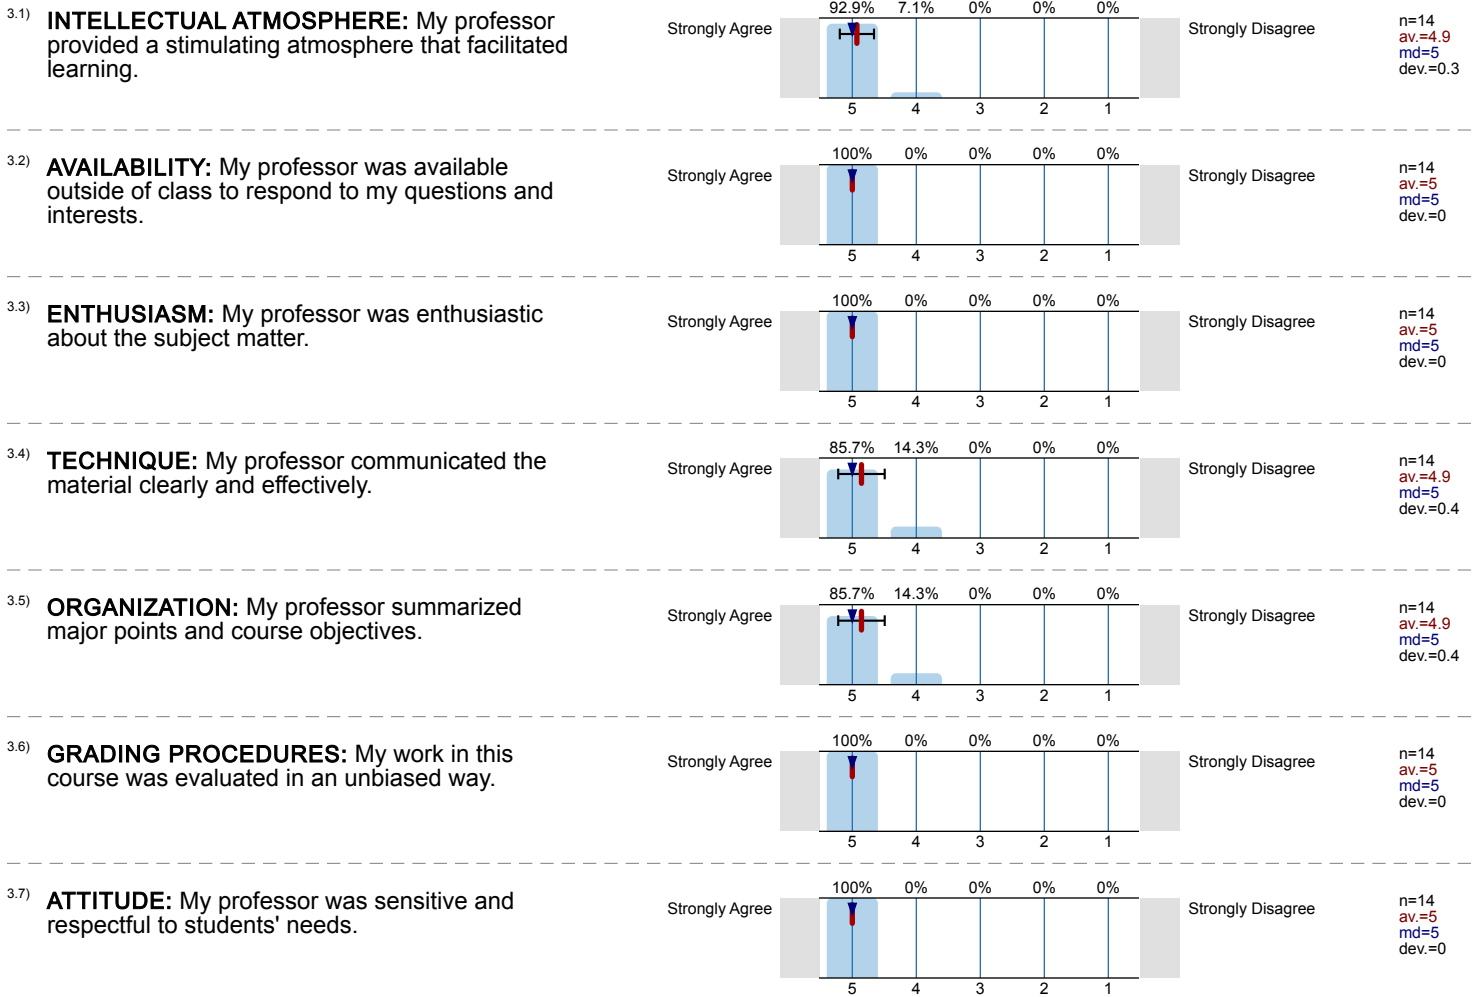 3.1) INTELLECTUAL ATMOSPHERE: My professor
provided a stimulating atmosphere that facilitated
learning.
Strongly Agree
92.9% 7.1% 0% 0% 0%
5 4 3 2 1
Strongly Disagree
n=14
av.=4.9
md=5
dev.=0.3
3.2) AVAILABILITY: My professor was available
outside of class to respond to my questions and
interests.
Strongly Agree
100% 0% 0% 0% 0%
5 4 3 2 1
Strongly Disagree
n=14
av.=5
md=5
dev.=0
3.3) ENTHUSIASM: My professor was enthusiastic
about the subject matter.
Strongly Agree
100% 0% 0% 0% 0%
5 4 3 2 1
Strongly Disagree
n=14
av.=5
md=5
dev.=0
3.4) TECHNIQUE: My professor communicated the
material clearly and effectively.
Strongly Agree
85.7% 14.3% 0% 0% 0%
5 4 3 2 1
Strongly Disagree
n=14
av.=4.9
md=5
dev.=0.4
3.5) ORGANIZATION: My professor summarized
major points and course objectives.
Strongly Agree
85.7% 14.3% 0% 0% 0%
5 4 3 2 1
Strongly Disagree
n=14
av.=4.9
md=5
dev.=0.4
3.6) GRADING PROCEDURES: My work in this
course was evaluated in an unbiased way.
Strongly Agree
100% 0% 0% 0% 0%
5 4 3 2 1
Strongly Disagree
n=14
av.=5
md=5
dev.=0
3.7) ATTITUDE: My professor was sensitive and
respectful to students' needs.
Strongly Agree
100% 0% 0% 0% 0%
5 4 3 2 1
Strongly Disagree
n=14
av.=5
md=5
dev.=0